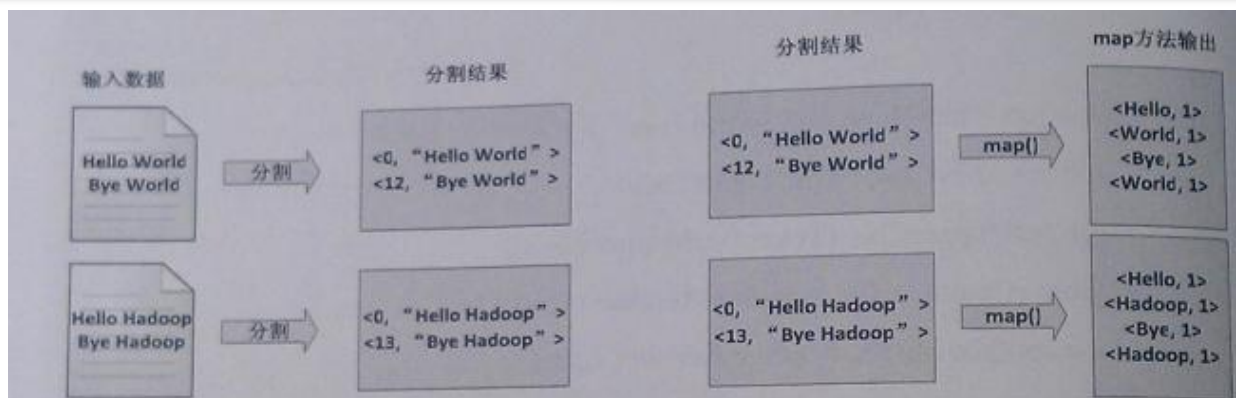 输入数据
分割结果
分割结果
map方法输出
Hello World
Bye World
分割
<0, “Hello World” >
<12, “Bye World” >
<0, “Hello World” >
<12, “Bye World” >
map()
<Hello, 1>
<World, 1>
<Bye, 1>
<World, 1>
Hello Hadoop
Bye Hadoop
分割
<0, “Hello Hadoop” >
<13, “Bye Hadoop” >
<0, “Hello Hadoop” >
<13, “Bye Hadoop” >
map()
<Hello, 1>
<Hadoop, 1>
<Bye, 1>
<Hadoop, 1>